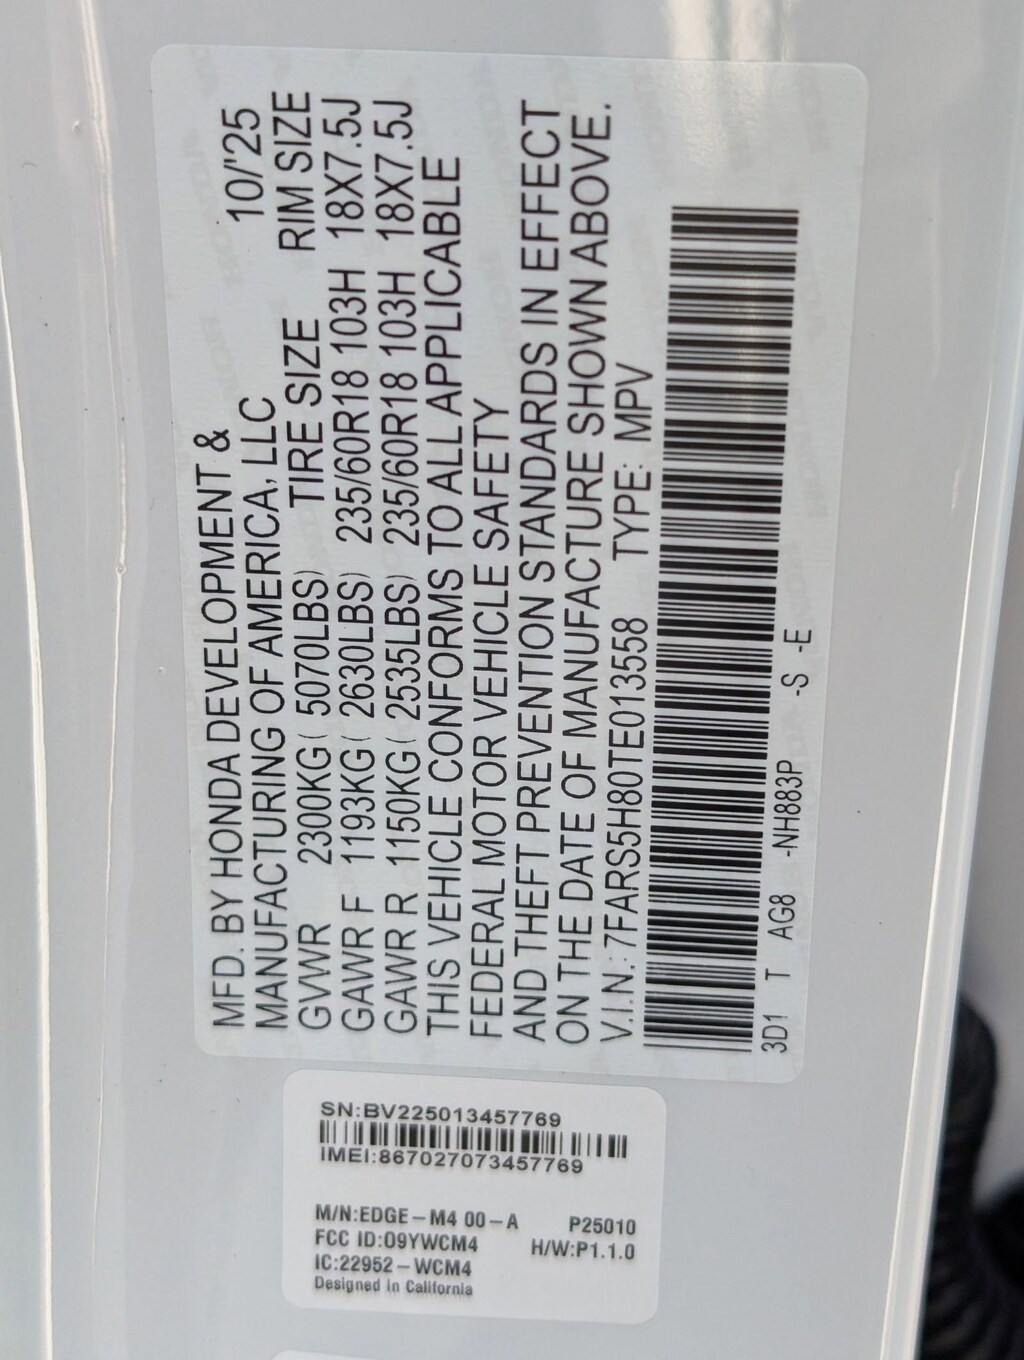 MFD. BY HONDA DEVELOPMENT & 10/'25
MANUFACTURING OF AMERICA, LLC
GVWR 2300KG ( 5070LBS) TIRE SIZE RIM SIZE
GAWR F 1193KG ( 2630LBS) 235/60R18 103H 18X7.5J
GAWR R 1150KG ( 2535LBS) 235/60R18 103H 18X7.5J
THIS VEHICLE CONFORMS TO ALL APPLICABLE
FEDERAL MOTOR VEHICLE SAFETY
AND THEFT PREVENTION STANDARDS IN EFFECT
ON THE DATE OF MANUFACTURE SHOWN ABOVE.
V.I.N.: 7FARS5H80TE013558 TYPE: MPV
3D1 T AG8 -NH883P -S -E
SN:BV225013457769
IMEI:867027073457769
M/N:EDGE-M4 00-A P25010
FCC ID:O9YWCM4 H/W:P1.1.0
IC:22952-WCM4
Designed in California